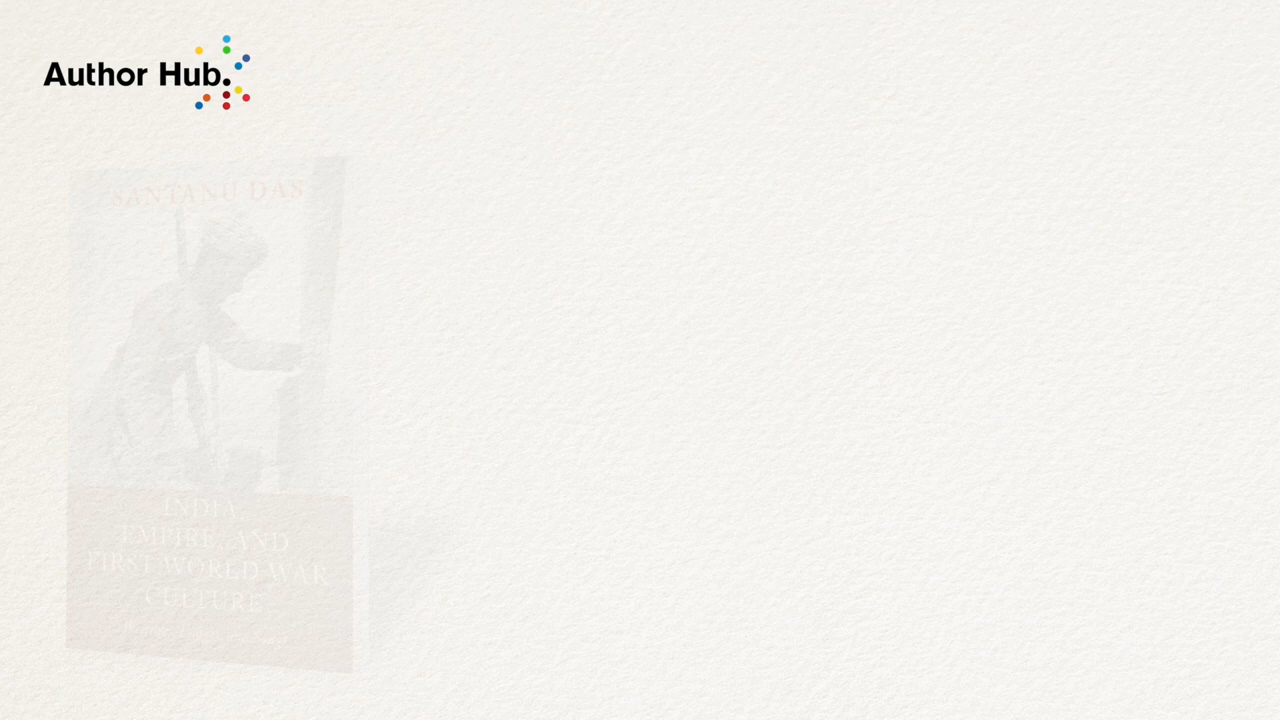 Author Hub.
SANTANU DAS
INDIA,
EMPIRE, AND
FIRST WORLD WAR
CULTURE